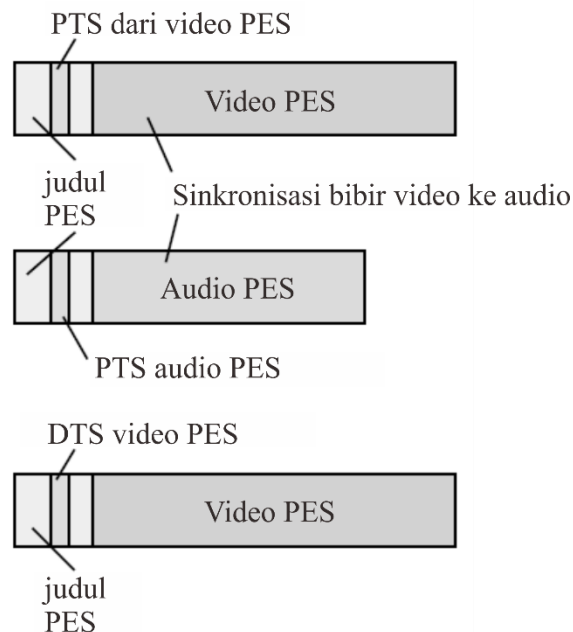 PTS dari video PES
Video PES
judul
PES
Sinkronisasi bibir video ke audio
Audio PES
PTS audio PES
DTS video PES
Video PES
judul
PES